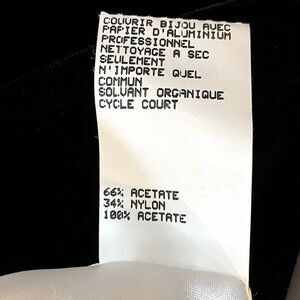 COUVRIR BIJOU AVEC
PAPIER D'ALUMINIUM
PROFESSIONNEL
NETTOYAGE A SEC
SEULEMENT
N'IMPORTE QUEL
COMMUN
SOLVANT ORGANIQUE
CYCLE COURT
66% ACETATE
34% NYLON
100% ACETATE